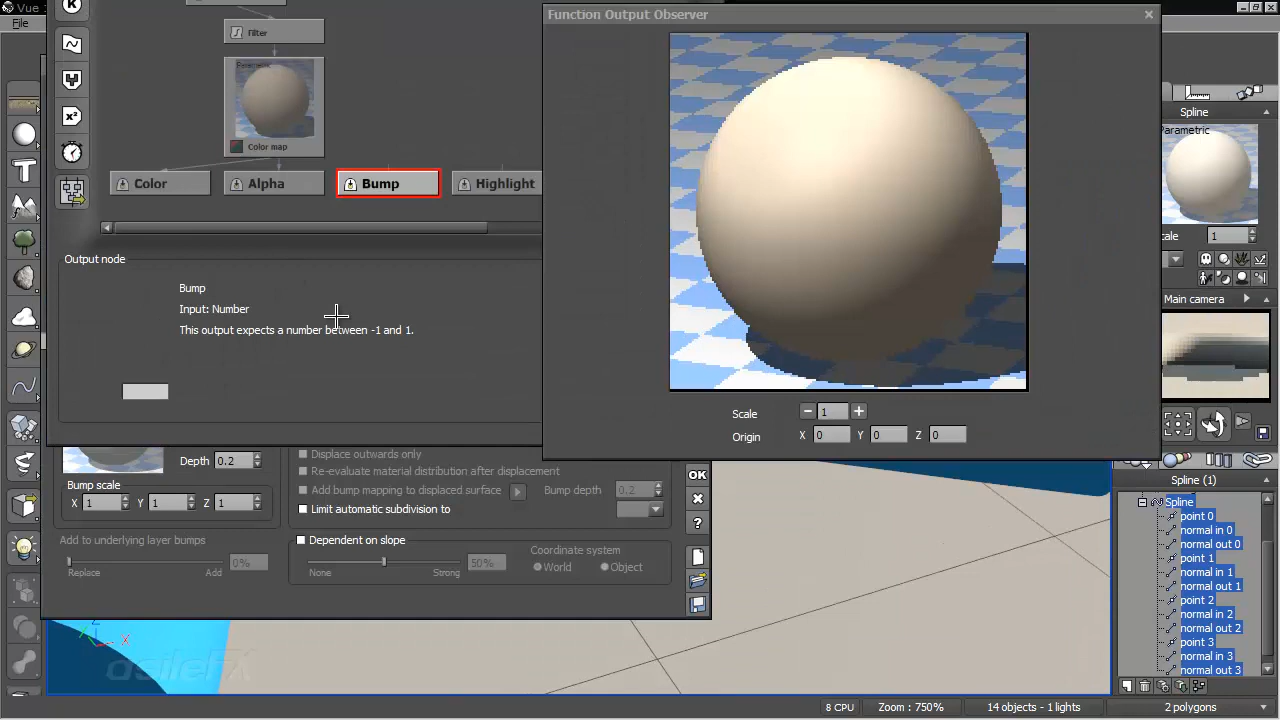 Vue
File
Function Output Observer
Filter
Color map
Color
Alpha
Bump
Highlight
Output node
Bump
Input: Number
This output expects a number between -1 and 1.
Scale
1
Origin
X 0 Y 0 Z 0
Spline
Parametric
1
Main camera
Depth 0.2
Bump scale
X 1 Y 1 Z 1
Add to underlying layer bumps
0%
Replace
Add
Displace outwards only
Re-evaluate material distribution after displacement
Add bump mapping to displaced surface
Bump depth 0.2
Limit automatic subdivision to
Dependent on slope
50%
None
Strong
Coordinate system
World
Object
OK
Spline (1)
Spline
point 0
normal in 0
normal out 0
point 1
normal in 1
normal out 1
point 2
normal in 2
normal out 2
point 3
normal in 3
normal out 3
Z
X
asileFX
8 CPU
Zoom : 750%
14 objects - 1 lights
2 polygons